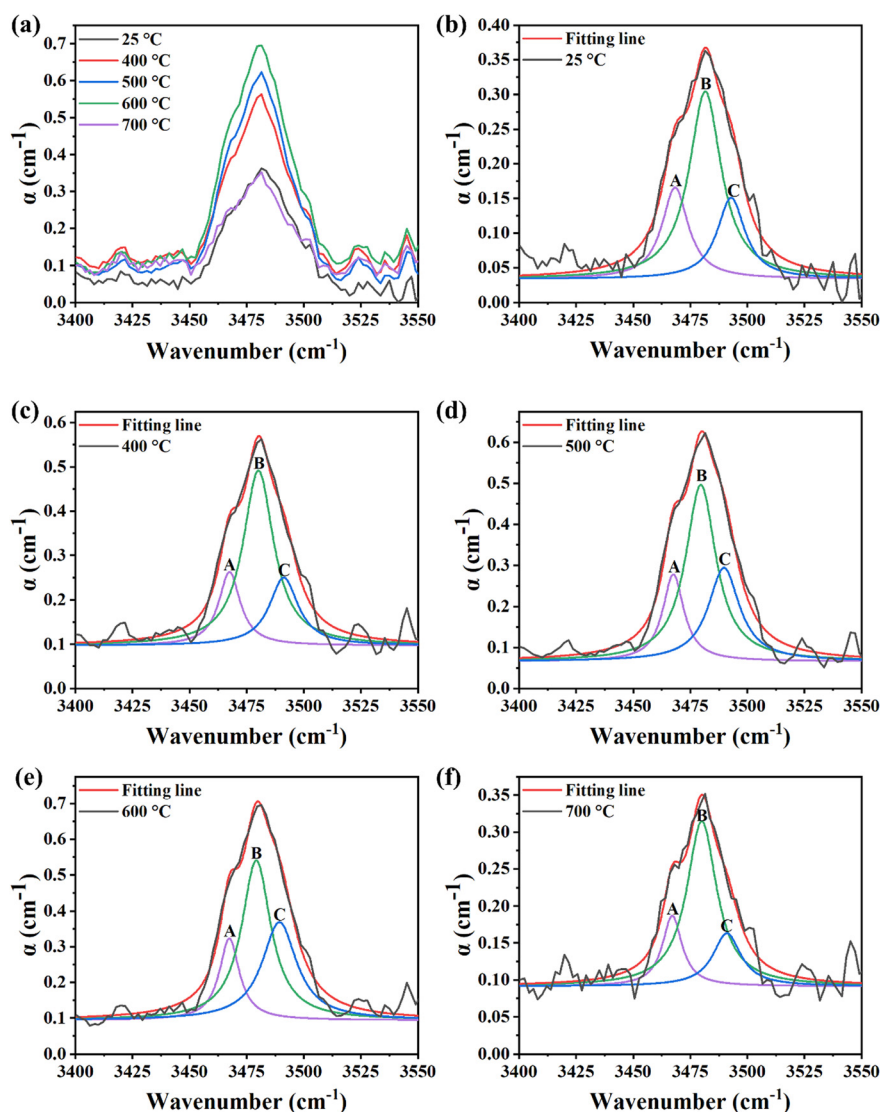 (a)
25 °C
400 °C
500 °C
600 °C
700 °C
0.7
0.6
0.5
0.4
0.3
0.2
0.1
0.0
α (cm⁻¹)
3400 3425 3450 3475 3500 3525 3550
Wavenumber (cm⁻¹)
(b)
Fitting line
25 °C
0.40
0.35
0.30
0.25
0.20
0.15
0.10
0.05
0.00
α (cm⁻¹)
A
B
C
3400 3425 3450 3475 3500 3525 3550
Wavenumber (cm⁻¹)
(c)
Fitting line
400 °C
0.6
0.5
0.4
0.3
0.2
0.1
0.0
α (cm⁻¹)
A
B
C
3400 3425 3450 3475 3500 3525 3550
Wavenumber (cm⁻¹)
(d)
Fitting line
500 °C
0.6
0.5
0.4
0.3
0.2
0.1
0.0
α (cm⁻¹)
A
B
C
3400 3425 3450 3475 3500 3525 3550
Wavenumber (cm⁻¹)
(e)
Fitting line
600 °C
0.7
0.6
0.5
0.4
0.3
0.2
0.1
0.0
α (cm⁻¹)
A
B
C
3400 3425 3450 3475 3500 3525 3550
Wavenumber (cm⁻¹)
(f)
Fitting line
700 °C
0.35
0.30
0.25
0.20
0.15
0.10
0.05
0.00
α (cm⁻¹)
A
B
C
3400 3425 3450 3475 3500 3525 3550
Wavenumber (cm⁻¹)